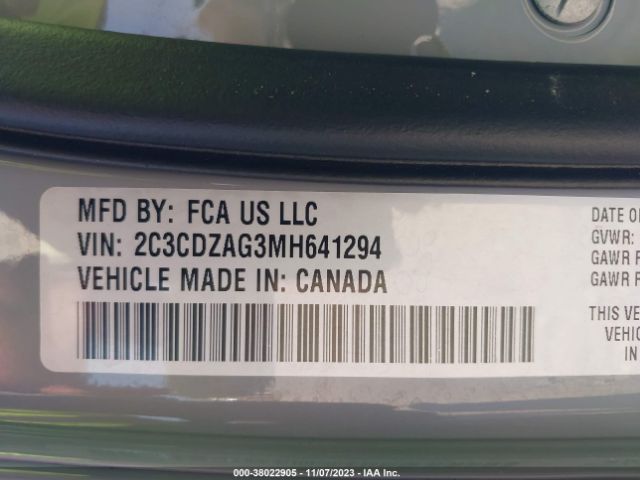 MFD BY: FCA US LLC
VIN: 2C3CDZAG3MH641294
VEHICLE MADE IN: CANADA
DATE O
GVWR:
GAWR
GAWR
THIS VE
VEHIC
IN
000-38022905 - 11/07/2023 - IAA Inc.